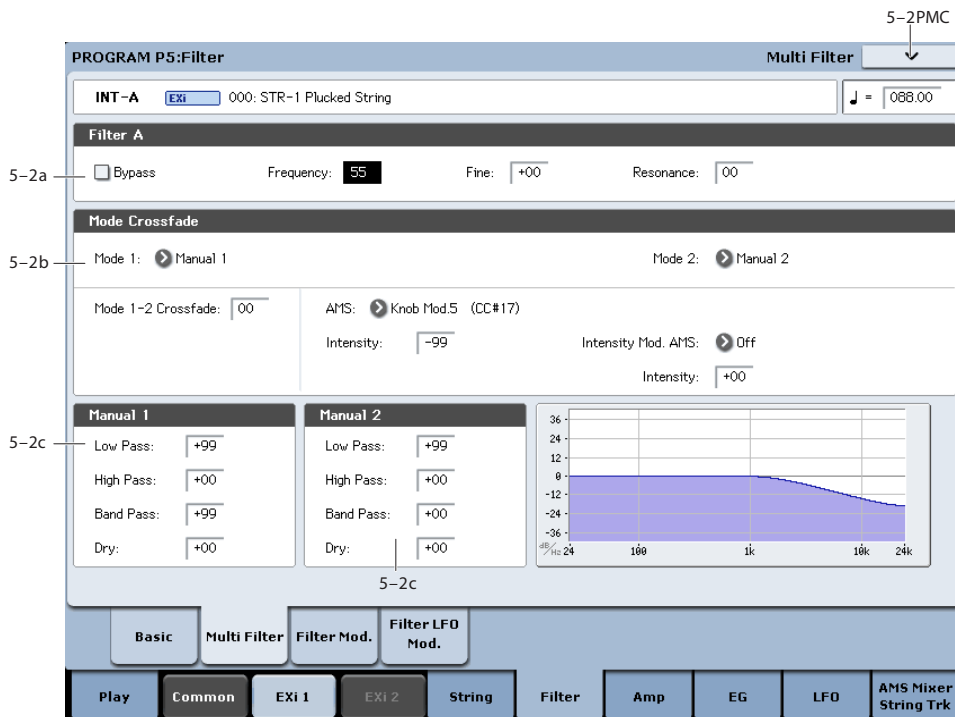 5–2PMC
PROGRAM P5:Filter Multi Filter
INT-A EXi 000: STR-1 Plucked String ♩ = 088.00
Filter A
5–2a Bypass Frequency: 55 Fine: +00 Resonance: 00
Mode Crossfade
5–2b Mode 1: Manual 1 Mode 2: Manual 2
Mode 1-2 Crossfade: 00 AMS: Knob Mod.5 (CC#17)
Intensity: -99 Intensity Mod. AMS: Off
Intensity: +00
Manual 1 Manual 2
5–2c Low Pass: +99 Low Pass: +99
High Pass: +00 High Pass: +00
Band Pass: +99 Band Pass: +00
Dry: +00 Dry: +00
5–2c
36
24
12
0
-12
-24
-36
dB/Hz 24 100 1k 10k 24k
Basic Multi Filter Filter Mod. Filter LFO Mod.
Play Common EXi 1 EXi 2 String Filter Amp EG LFO AMS Mixer String Trk